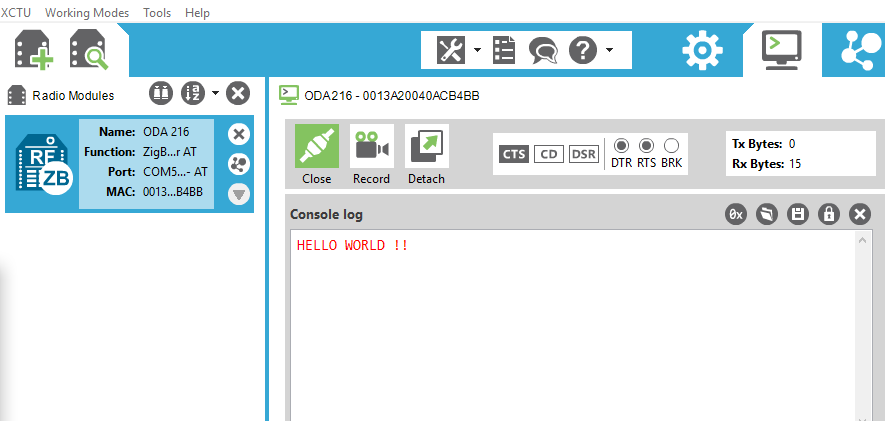 XCTU Working Modes Tools Help
Radio Modules
ODA216 - 0013A20040ACB4BB
RF
ZB
Name: ODA 216
Function: ZigB...r AT
Port: COM5...- AT
MAC: 0013...B4BB
Close Record Detach
CTS CD DSR
DTR RTS BRK
Tx Bytes: 0
Rx Bytes: 15
Console log
0x
HELLO WORLD !!